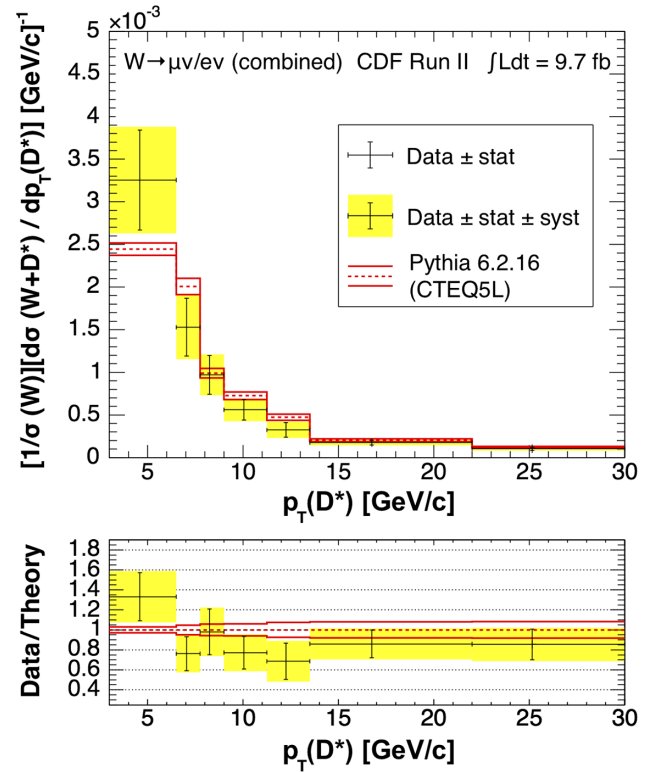 ×10⁻³
5
4.5
4
3.5
3
2.5
2
1.5
1
0.5
0
[1/σ (W)][dσ (W+D*) / dp_T(D*)] [GeV/c]⁻¹
W→μν/eν (combined) CDF Run II ∫Ldt = 9.7 fb
Data ± stat
Data ± stat ± syst
Pythia 6.2.16
(CTEQ5L)
5 10 15 20 25 30
p_T(D*) [GeV/c]
1.8
1.6
1.4
1.2
1
0.8
0.6
0.4
Data/Theory
5 10 15 20 25 30
p_T(D*) [GeV/c]